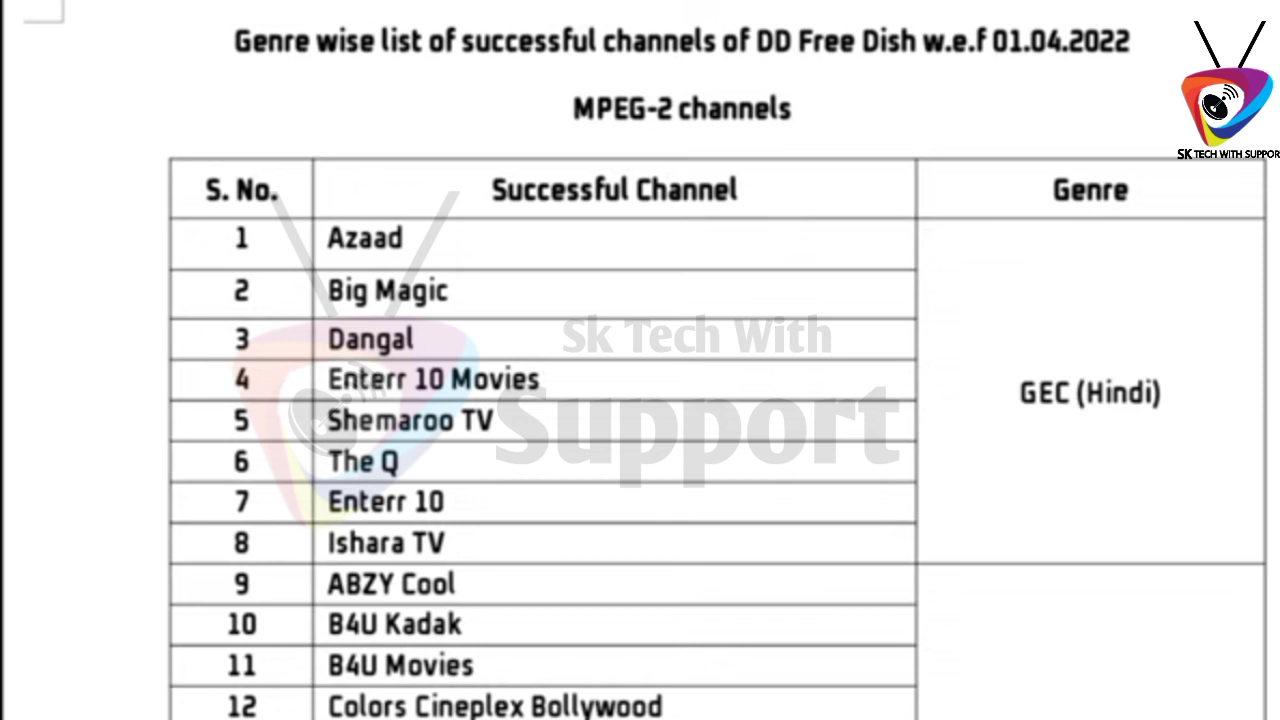 Genre wise list of successful channels of DD Free Dish w.e.f 01.04.2022
SK TECH WITH SUPPOR
MPEG-2 channels
S. No. Successful Channel Genre
1 Azaad
2 Big Magic
3 Dangal
Sk Tech With
4 Enterr 10 Movies
GEC (Hindi)
5 Shemaroo TV
Support
6 The Q
7 Enterr 10
8 Ishara TV
9 ABZY Cool
10 B4U Kadak
11 B4U Movies
12 Colors Cineplex Bollywood